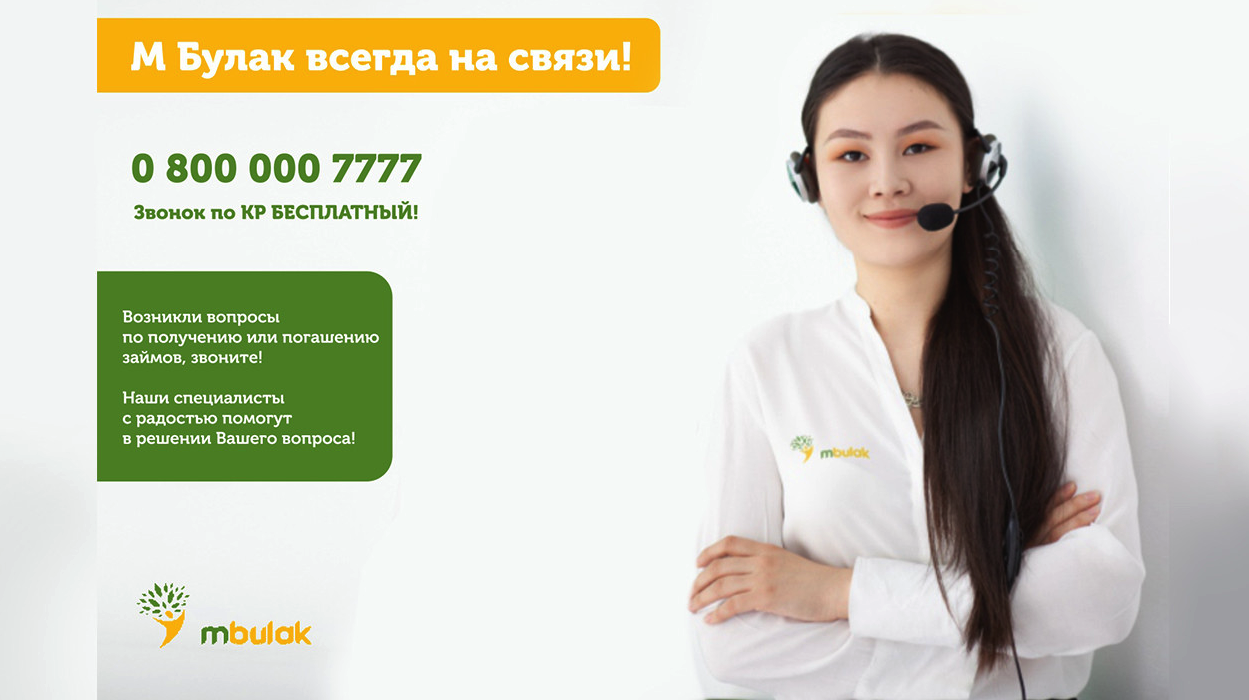 М Булак всегда на связи!
0 800 000 7777
Звонок по КР БЕСПЛАТНЫЙ!
Возникли вопросы
по получению или погашению
займов, звоните!
Наши специалисты
с радостью помогут
в решении Вашего вопроса!
mbulak
mbulak